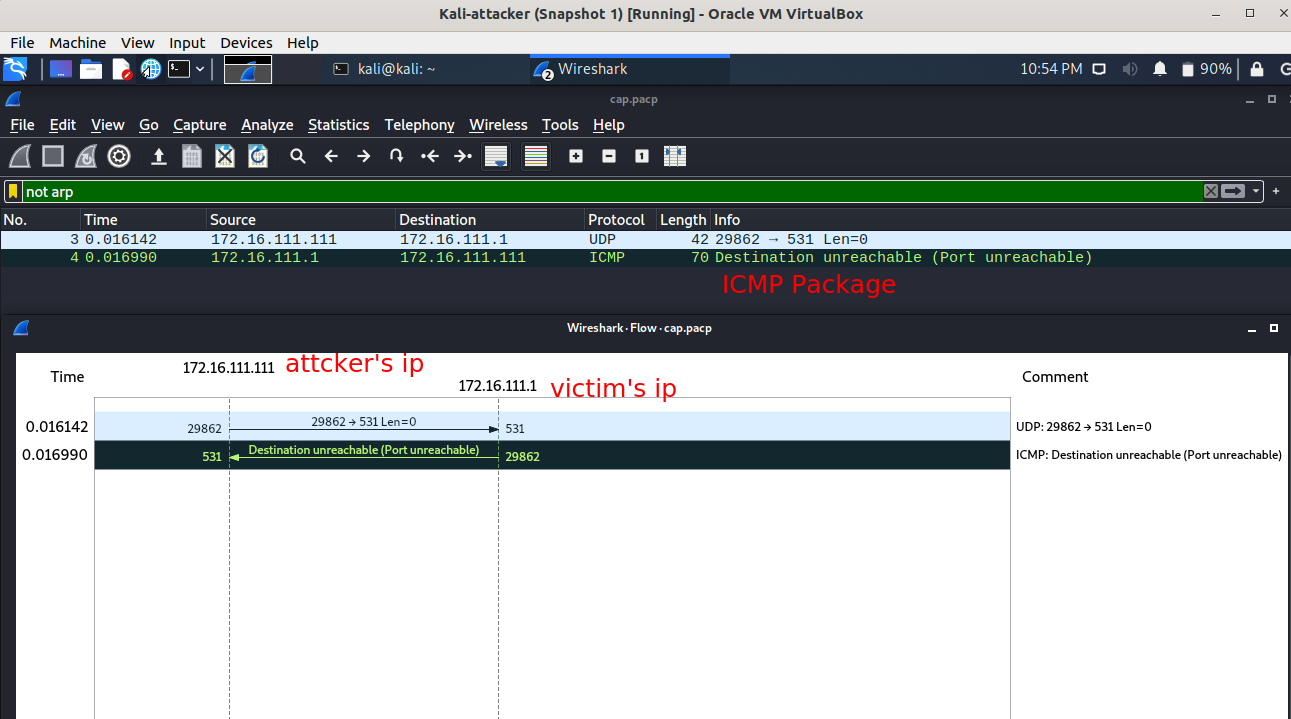 Kali-attacker (Snapshot 1) [Running] - Oracle VM VirtualBox
File Machine View Input Devices Help
kali@kali: ~ 2 Wireshark 10:54 PM 90%
cap.pacp
File Edit View Go Capture Analyze Statistics Telephony Wireless Tools Help
not arp
No. Time Source Destination Protocol Length Info
3 0.016142 172.16.111.111 172.16.111.1 UDP 42 29862 → 531 Len=0
4 0.016990 172.16.111.1 172.16.111.111 ICMP 70 Destination unreachable (Port unreachable)
ICMP Package
Wireshark · Flow · cap.pacp
Time 172.16.111.111 attcker's ip
172.16.111.1 victim's ip Comment
0.016142 29862 29862 → 531 Len=0 531 UDP: 29862 → 531 Len=0
0.016990 531 Destination unreachable (Port unreachable) 29862 ICMP: Destination unreachable (Port unreachable)